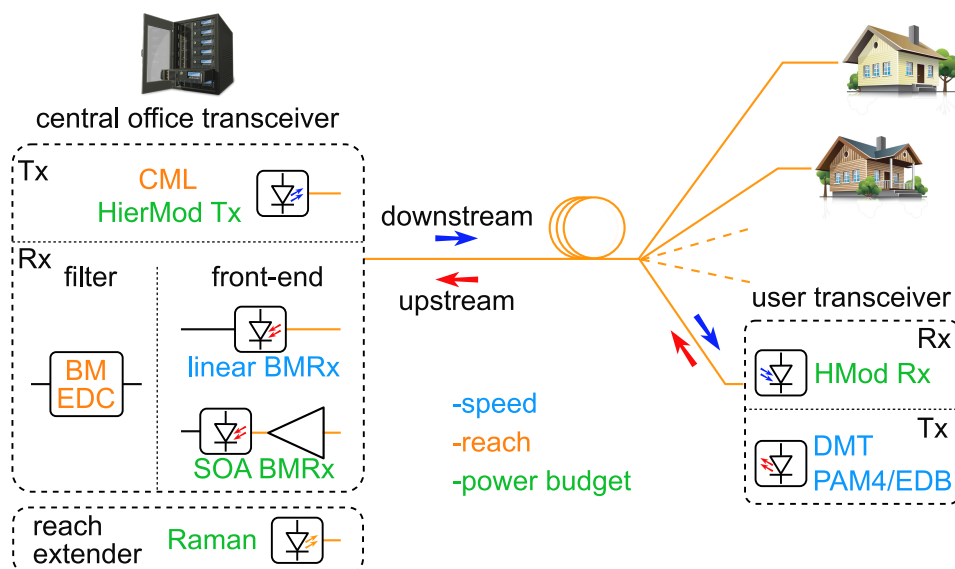 central office transceiver
Tx
CML
HierMod Tx
Rx
filter
front-end
BM
EDC
linear BMRx
SOA BMRx
reach
extender
Raman
downstream
upstream
-speed
-reach
-power budget
user transceiver
Rx
HMod Rx
Tx
DMT
PAM4/EDB